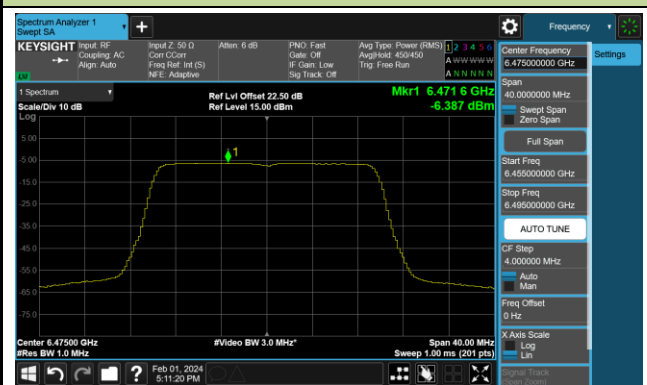 Spectrum Analyzer 1
Swept SA
Frequency
KEYSIGHT
Input: RF
Coupling: AC
Align: Auto
Input Z: 50 Ω
Corr CCorr
Freq Ref: Int (S)
NFE: Adaptive
Atten: 6 dB
PNO: Fast
Gate: Off
IF Gain: Low
Sig Track: Off
Avg Type: Power (RMS)
Avg|Hold: 450/450
Trig: Free Run
1 2 3 4 5 6
A W W W W W
A N N N N N
LVI
1 Spectrum
Scale/Div 10 dB
Log
Ref Lvl Offset 22.50 dB
Ref Level 15.00 dBm
Mkr1 6.471 6 GHz
-6.387 dBm
1
5.00
-5.00
-15.0
-25.0
-35.0
-45.0
-55.0
-65.0
-75.0
Center 6.47500 GHz
#Res BW 1.0 MHz
#Video BW 3.0 MHz*
Span 40.00 MHz
Sweep 1.00 ms (201 pts)
Feb 01, 2024
5:11:20 PM
Settings
Center Frequency
6.475000000 GHz
Span
40.0000000 MHz
Swept Span
Zero Span
Full Span
Start Freq
6.455000000 GHz
Stop Freq
6.495000000 GHz
AUTO TUNE
CF Step
4.000000 MHz
Auto
Man
Freq Offset
0 Hz
X Axis Scale
Log
Lin
Signal Track
(Span Zoom)